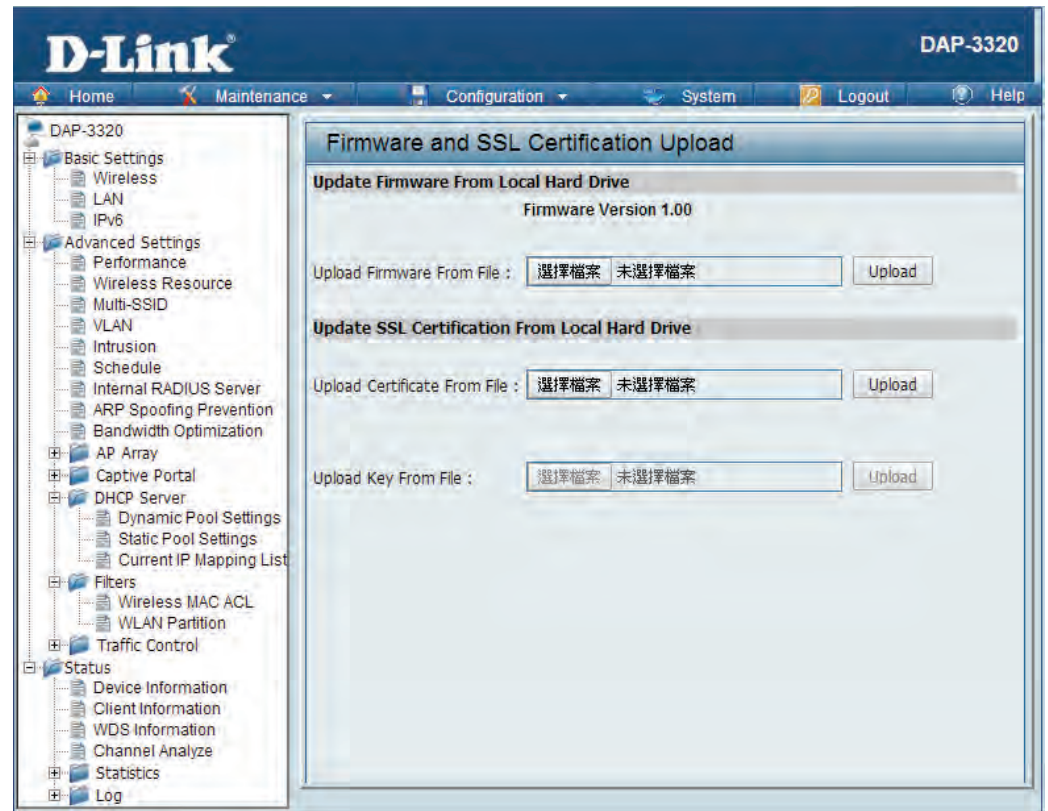 D-Link®
DAP-3320
Home Maintenance Configuration System Logout Help
DAP-3320
Basic Settings
Wireless
LAN
IPv6
Advanced Settings
Performance
Wireless Resource
Multi-SSID
VLAN
Intrusion
Schedule
Internal RADIUS Server
ARP Spoofing Prevention
Bandwidth Optimization
AP Array
Captive Portal
DHCP Server
Dynamic Pool Settings
Static Pool Settings
Current IP Mapping List
Filters
Wireless MAC ACL
WLAN Partition
Traffic Control
Status
Device Information
Client Information
WDS Information
Channel Analyze
Statistics
Log
Firmware and SSL Certification Upload
Update Firmware From Local Hard Drive
Firmware Version 1.00
Upload Firmware From File : 選擇檔案 未選擇檔案 Upload
Update SSL Certification From Local Hard Drive
Upload Certificate From File : 選擇檔案 未選擇檔案 Upload
Upload Key From File : 選擇檔案 未選擇檔案 Upload